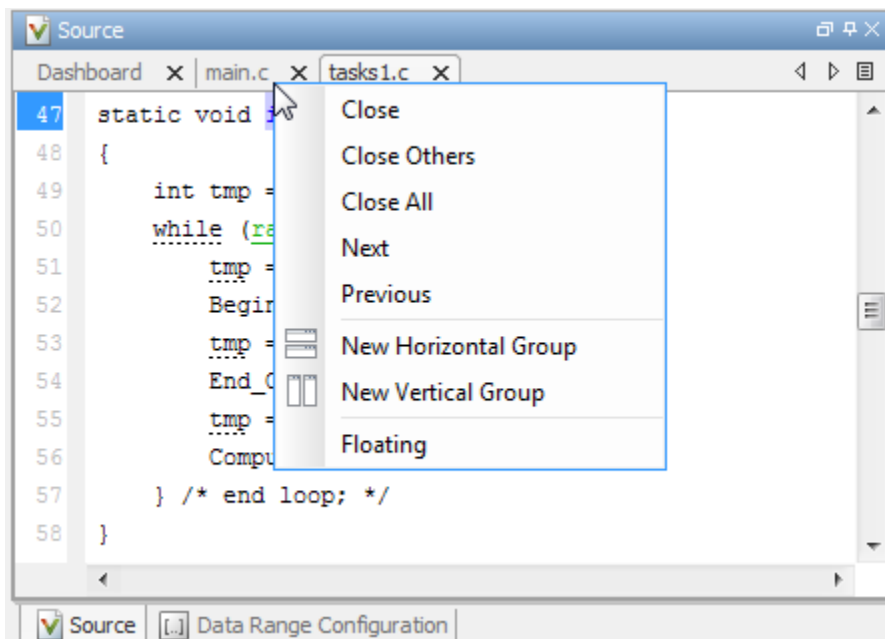 Source
Dashboard main.c tasks1.c
47 static void
48 {
49 int tmp =
50 while (ra
51 tmp =
52 Begin
53 tmp =
54 End_
55 tmp =
56 Compu
57 } /* end loop; */
58 }
Close
Close Others
Close All
Next
Previous
New Horizontal Group
New Vertical Group
Floating
Source [..] Data Range Configuration